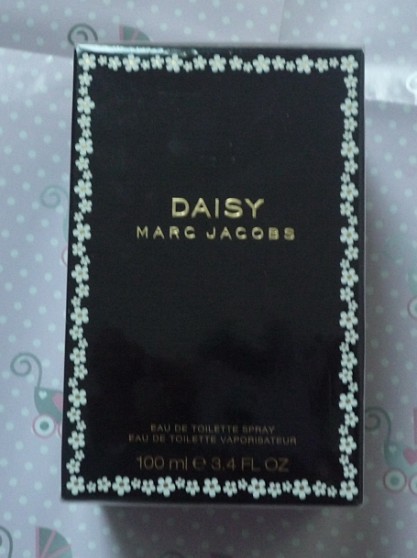 DAISY
MARC JACOBS
EAU DE TOILETTE SPRAY
EAU DE TOILETTE VAPORISATEUR
100 ml ℮ 3.4 FL OZ